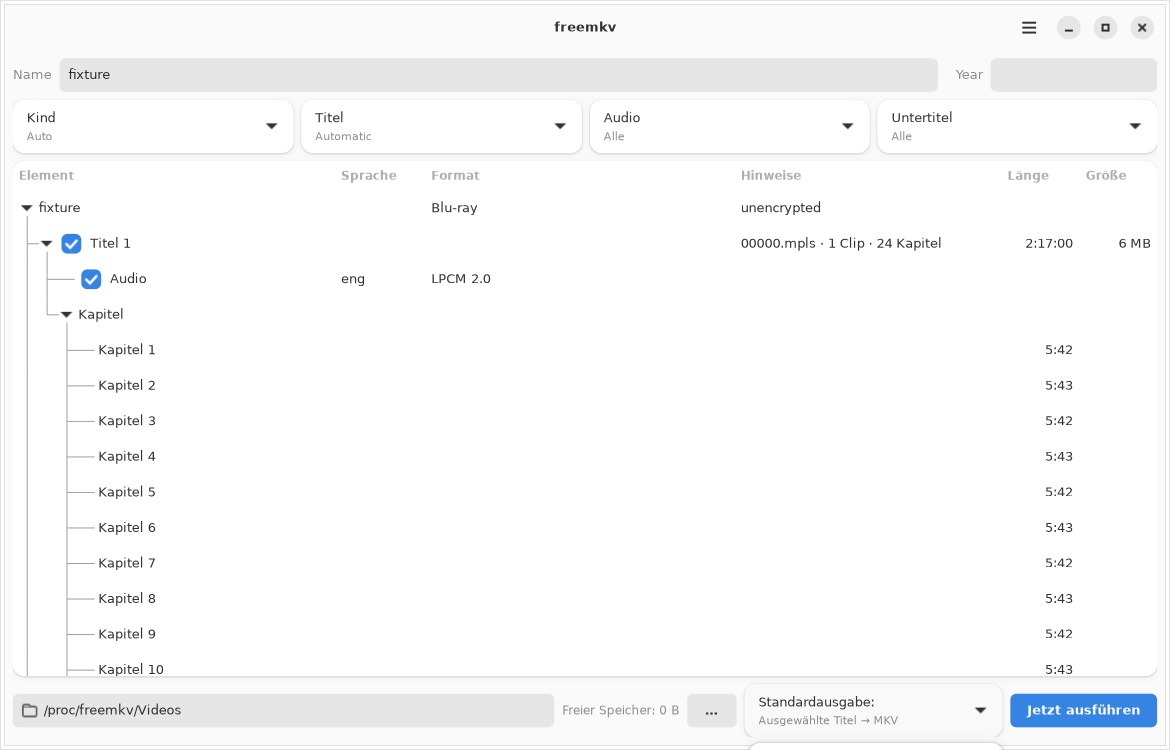 freemkv
Name fixture Year
Kind Titel Audio Untertitel
Auto Automatic Alle Alle
Element Sprache Format Hinweise Länge Größe
fixture Blu-ray unencrypted
Titel 1 00000.mpls · 1 Clip · 24 Kapitel 2:17:00 6 MB
Audio eng LPCM 2.0
Kapitel
Kapitel 1 5:42
Kapitel 2 5:43
Kapitel 3 5:42
Kapitel 4 5:43
Kapitel 5 5:42
Kapitel 6 5:43
Kapitel 7 5:42
Kapitel 8 5:43
Kapitel 9 5:42
Kapitel 10 5:43
/proc/freemkv/Videos Freier Speicher: 0 B ... Standardausgabe: Jetzt ausführen
Ausgewählte Titel → MKV